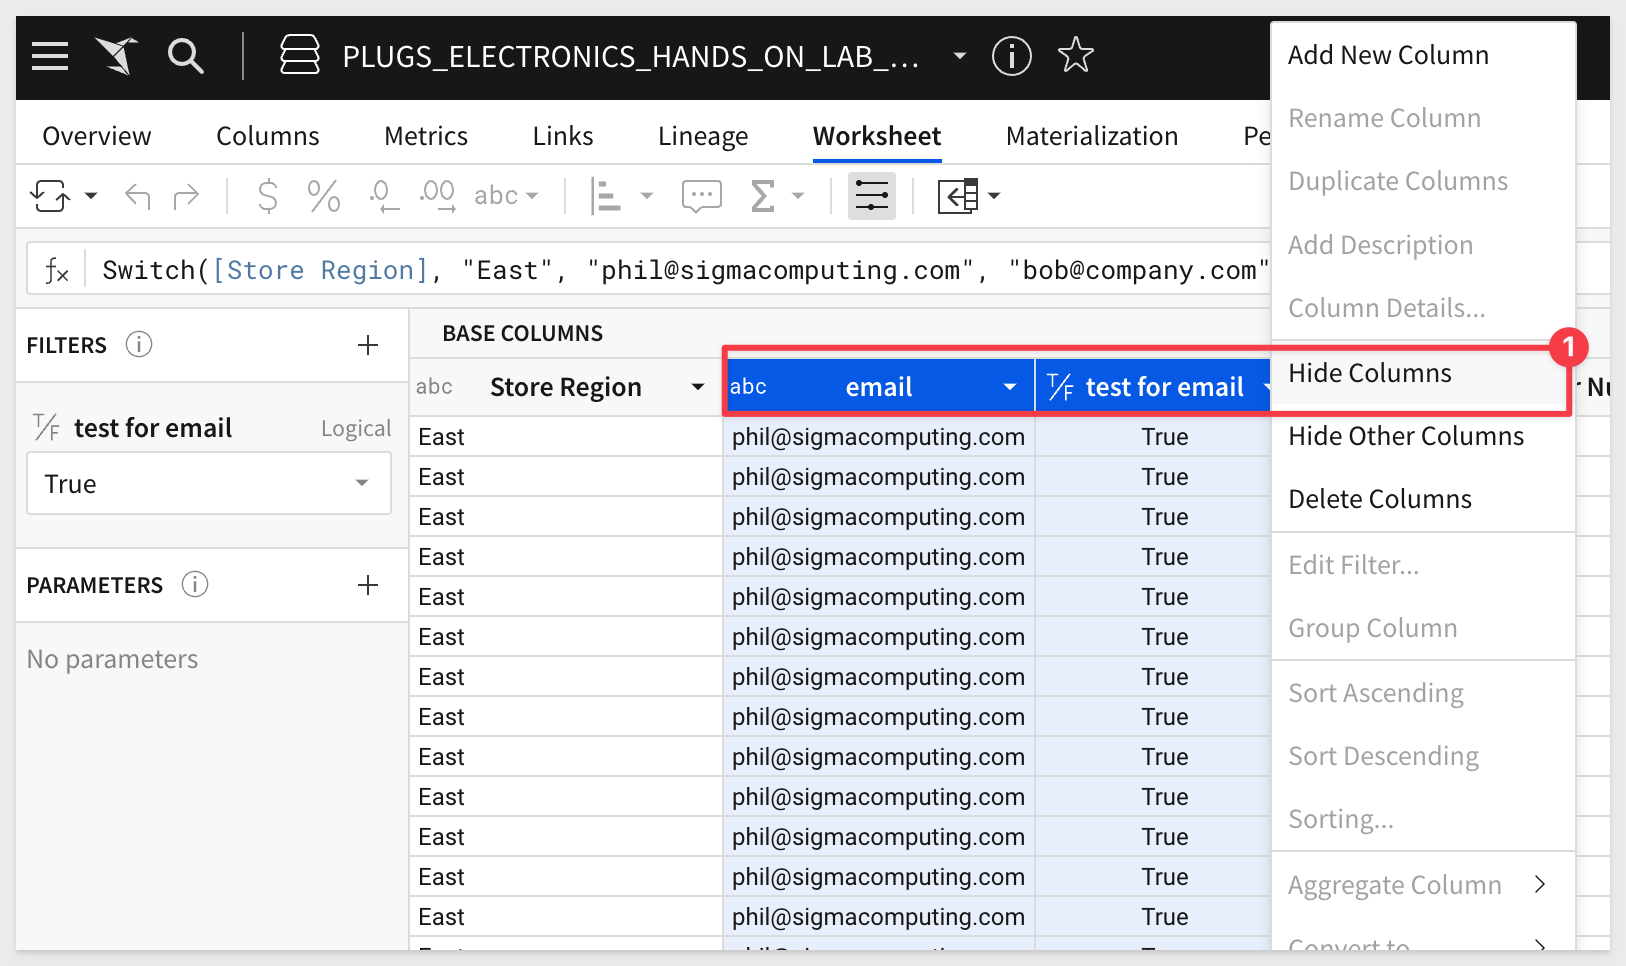 PLUGS_ELECTRONICS_HANDS_ON_LAB_...
Overview Columns Metrics Links Lineage Worksheet Materialization Pe
$ % .0 .00 abc
fx Switch([Store Region], "East", "phil@sigmacomputing.com", "bob@company.com"
FILTERS
test for email Logical
True
PARAMETERS
No parameters
BASE COLUMNS
abc Store Region abc email T/F test for email r Nu
East phil@sigmacomputing.com True
East phil@sigmacomputing.com True
East phil@sigmacomputing.com True
East phil@sigmacomputing.com True
East phil@sigmacomputing.com True
East phil@sigmacomputing.com True
East phil@sigmacomputing.com True
East phil@sigmacomputing.com True
East phil@sigmacomputing.com True
East phil@sigmacomputing.com True
East phil@sigmacomputing.com True
East phil@sigmacomputing.com True
East phil@sigmacomputing.com True
Add New Column
Rename Column
Duplicate Columns
Add Description
Column Details...
1
Hide Columns
Hide Other Columns
Delete Columns
Edit Filter...
Group Column
Sort Ascending
Sort Descending
Sorting...
Aggregate Column
Convert to